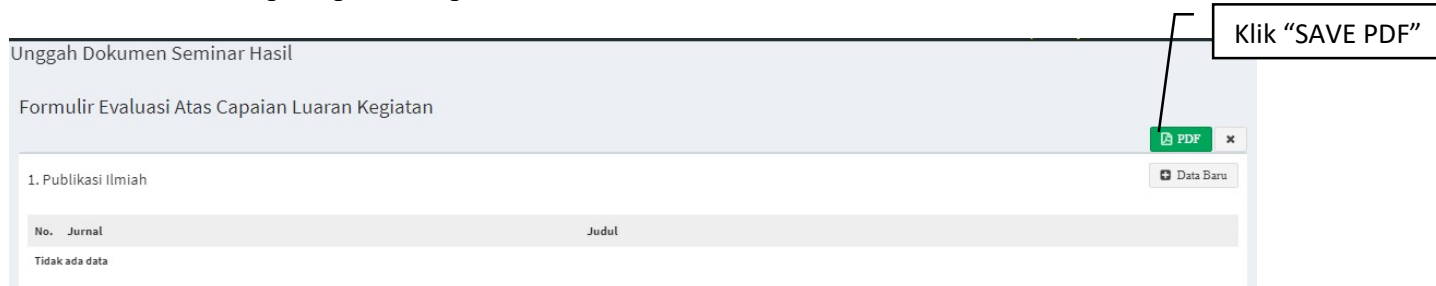 Klik “SAVE PDF”
Unggah Dokumen Seminar Hasil
Formulir Evaluasi Atas Capaian Luaran Kegiatan
PDF
1. Publikasi Ilmiah
Data Baru
No. Jurnal Judul
Tidak ada data